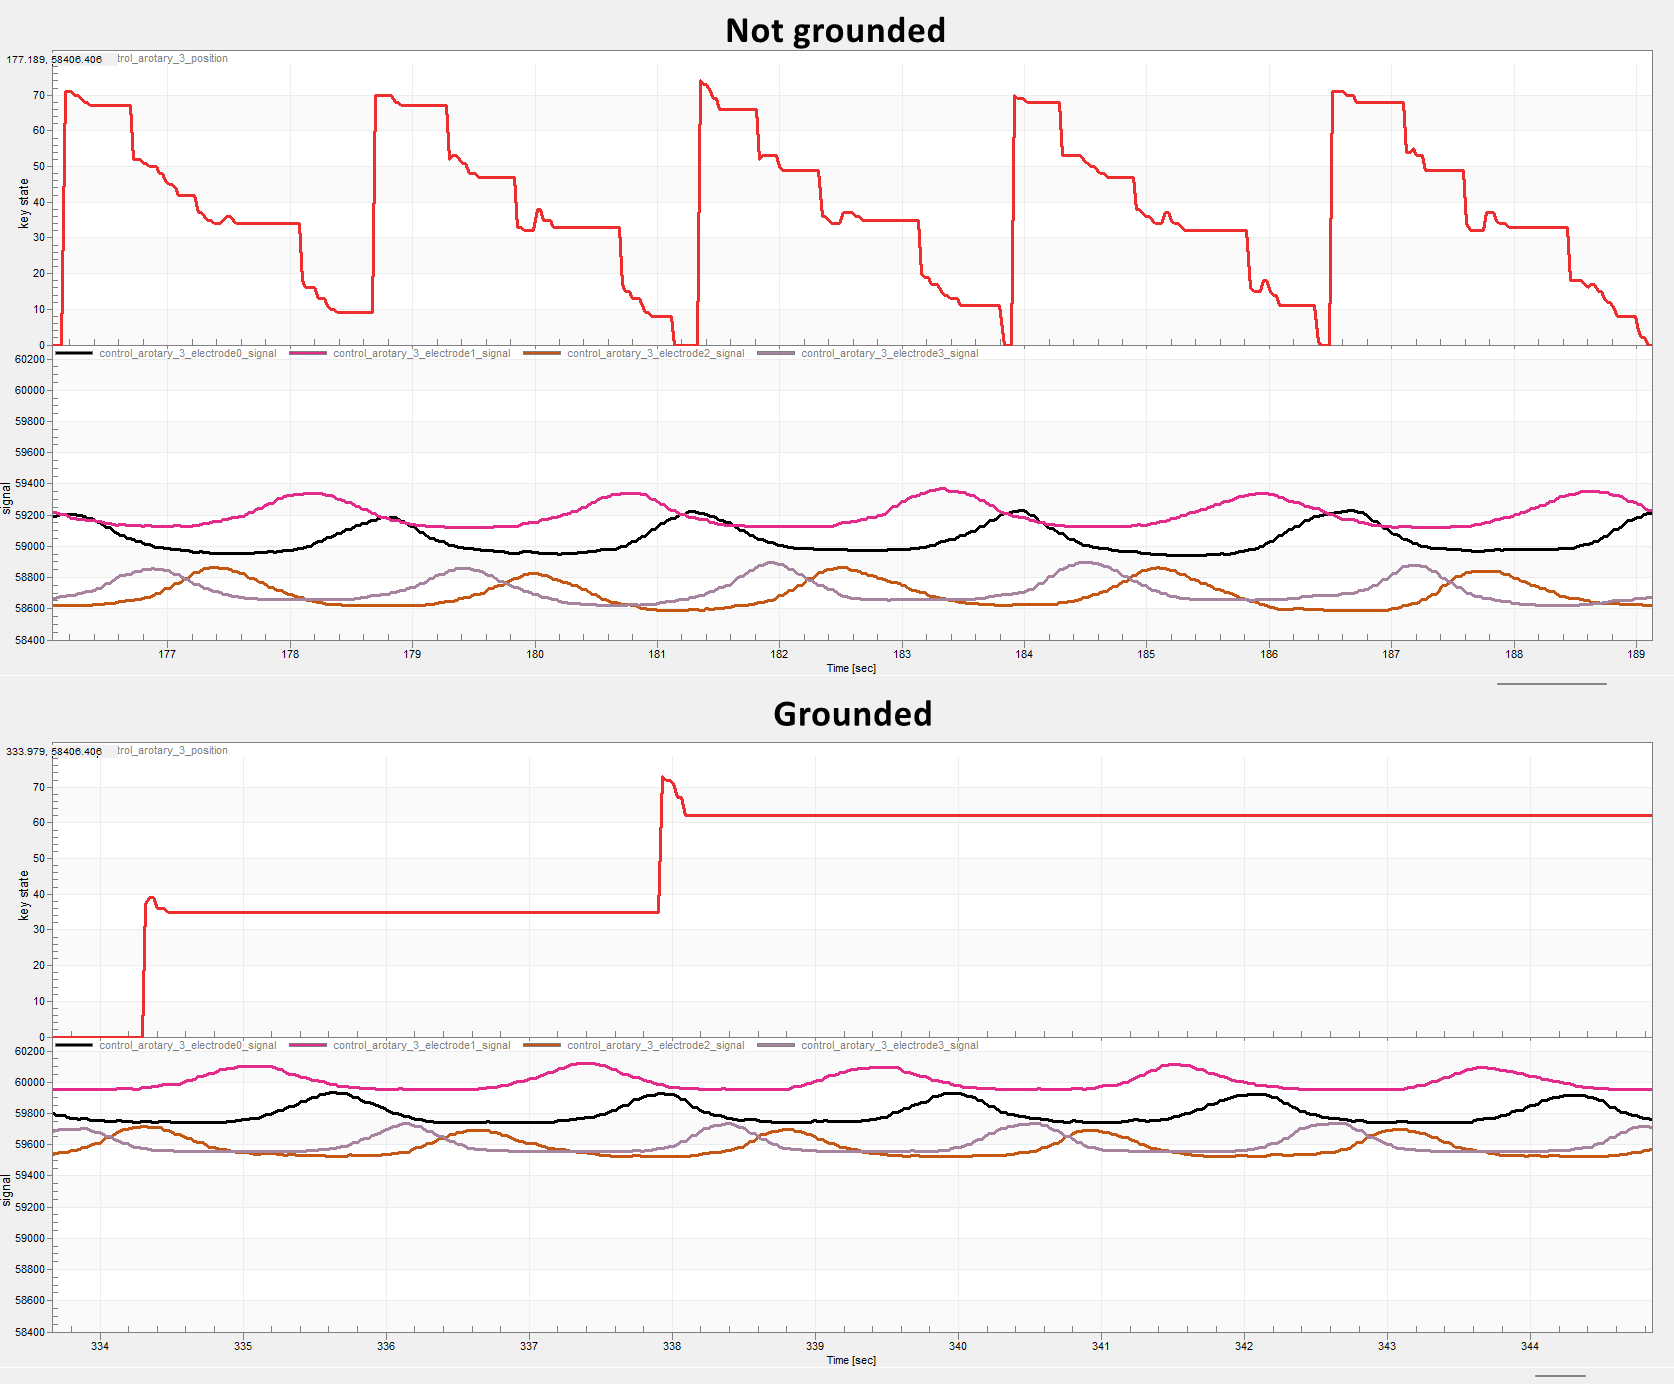 Not grounded
177.189, 58406.406 trol_arotary_3_position
70
60
50
40
30
20
10
0
key state
control_arotary_3_electrode0_signal control_arotary_3_electrode1_signal control_arotary_3_electrode2_signal control_arotary_3_electrode3_signal
60200
60000
59800
59600
59400
59200
59000
58800
58600
58400
signal
177 178 179 180 181 182 183 184 185 186 187 188 189
Time [sec]
Grounded
333.979, 58406.406 trol_arotary_3_position
70
60
50
40
30
20
10
0
key state
control_arotary_3_electrode0_signal control_arotary_3_electrode1_signal control_arotary_3_electrode2_signal control_arotary_3_electrode3_signal
60200
60000
59800
59600
59400
59200
59000
58800
58600
58400
signal
334 335 336 337 338 339 340 341 342 343 344
Time [sec]